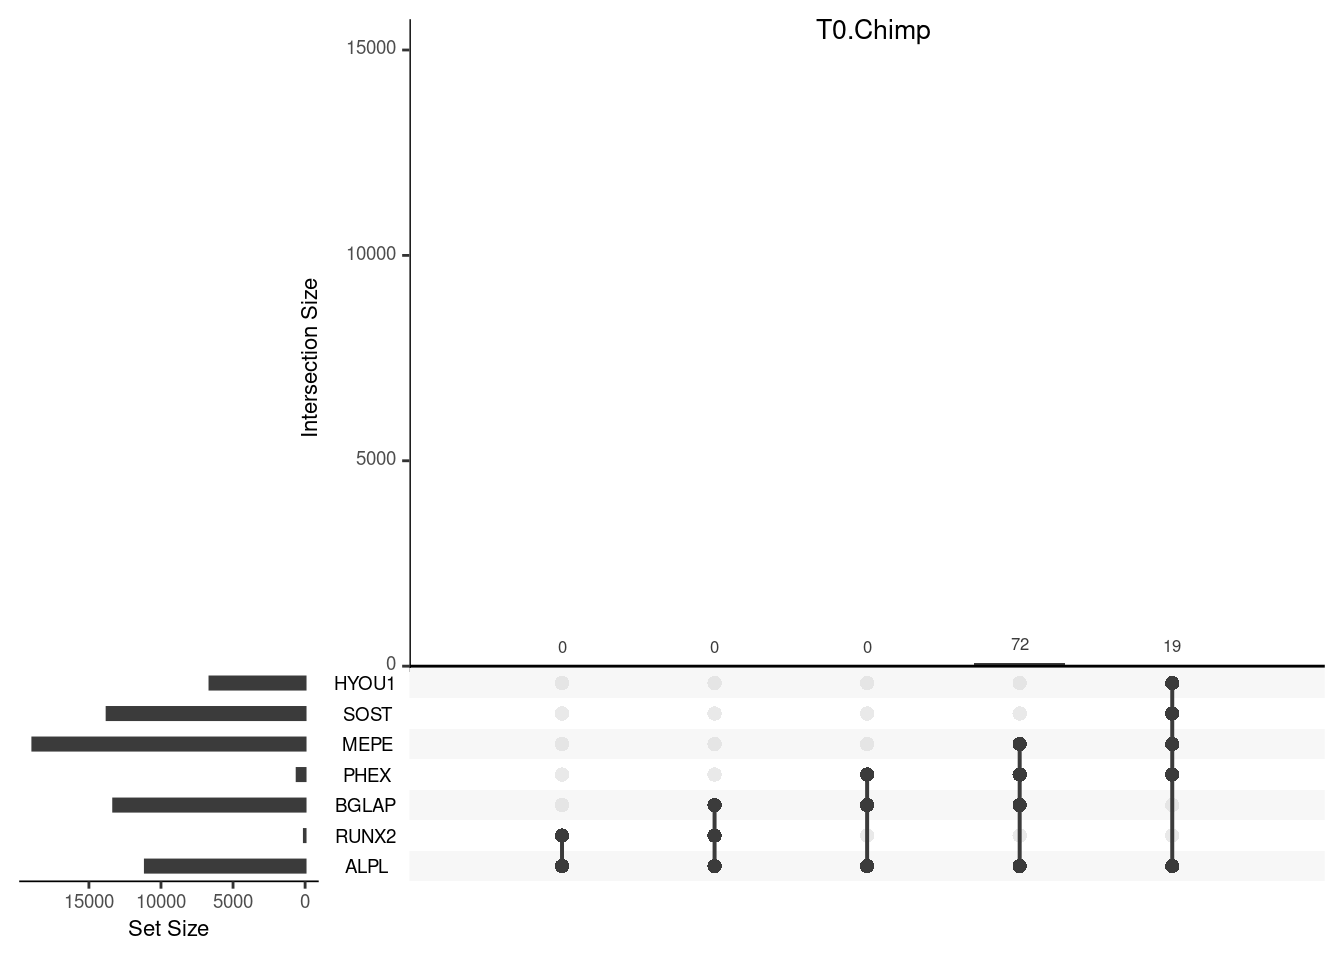 T0.Chimp
15000
10000
5000
0
Intersection Size
0 0 0 72 19
HYOU1
SOST
MEPE
PHEX
BGLAP
RUNX2
ALPL
15000 10000 5000 0
Set Size